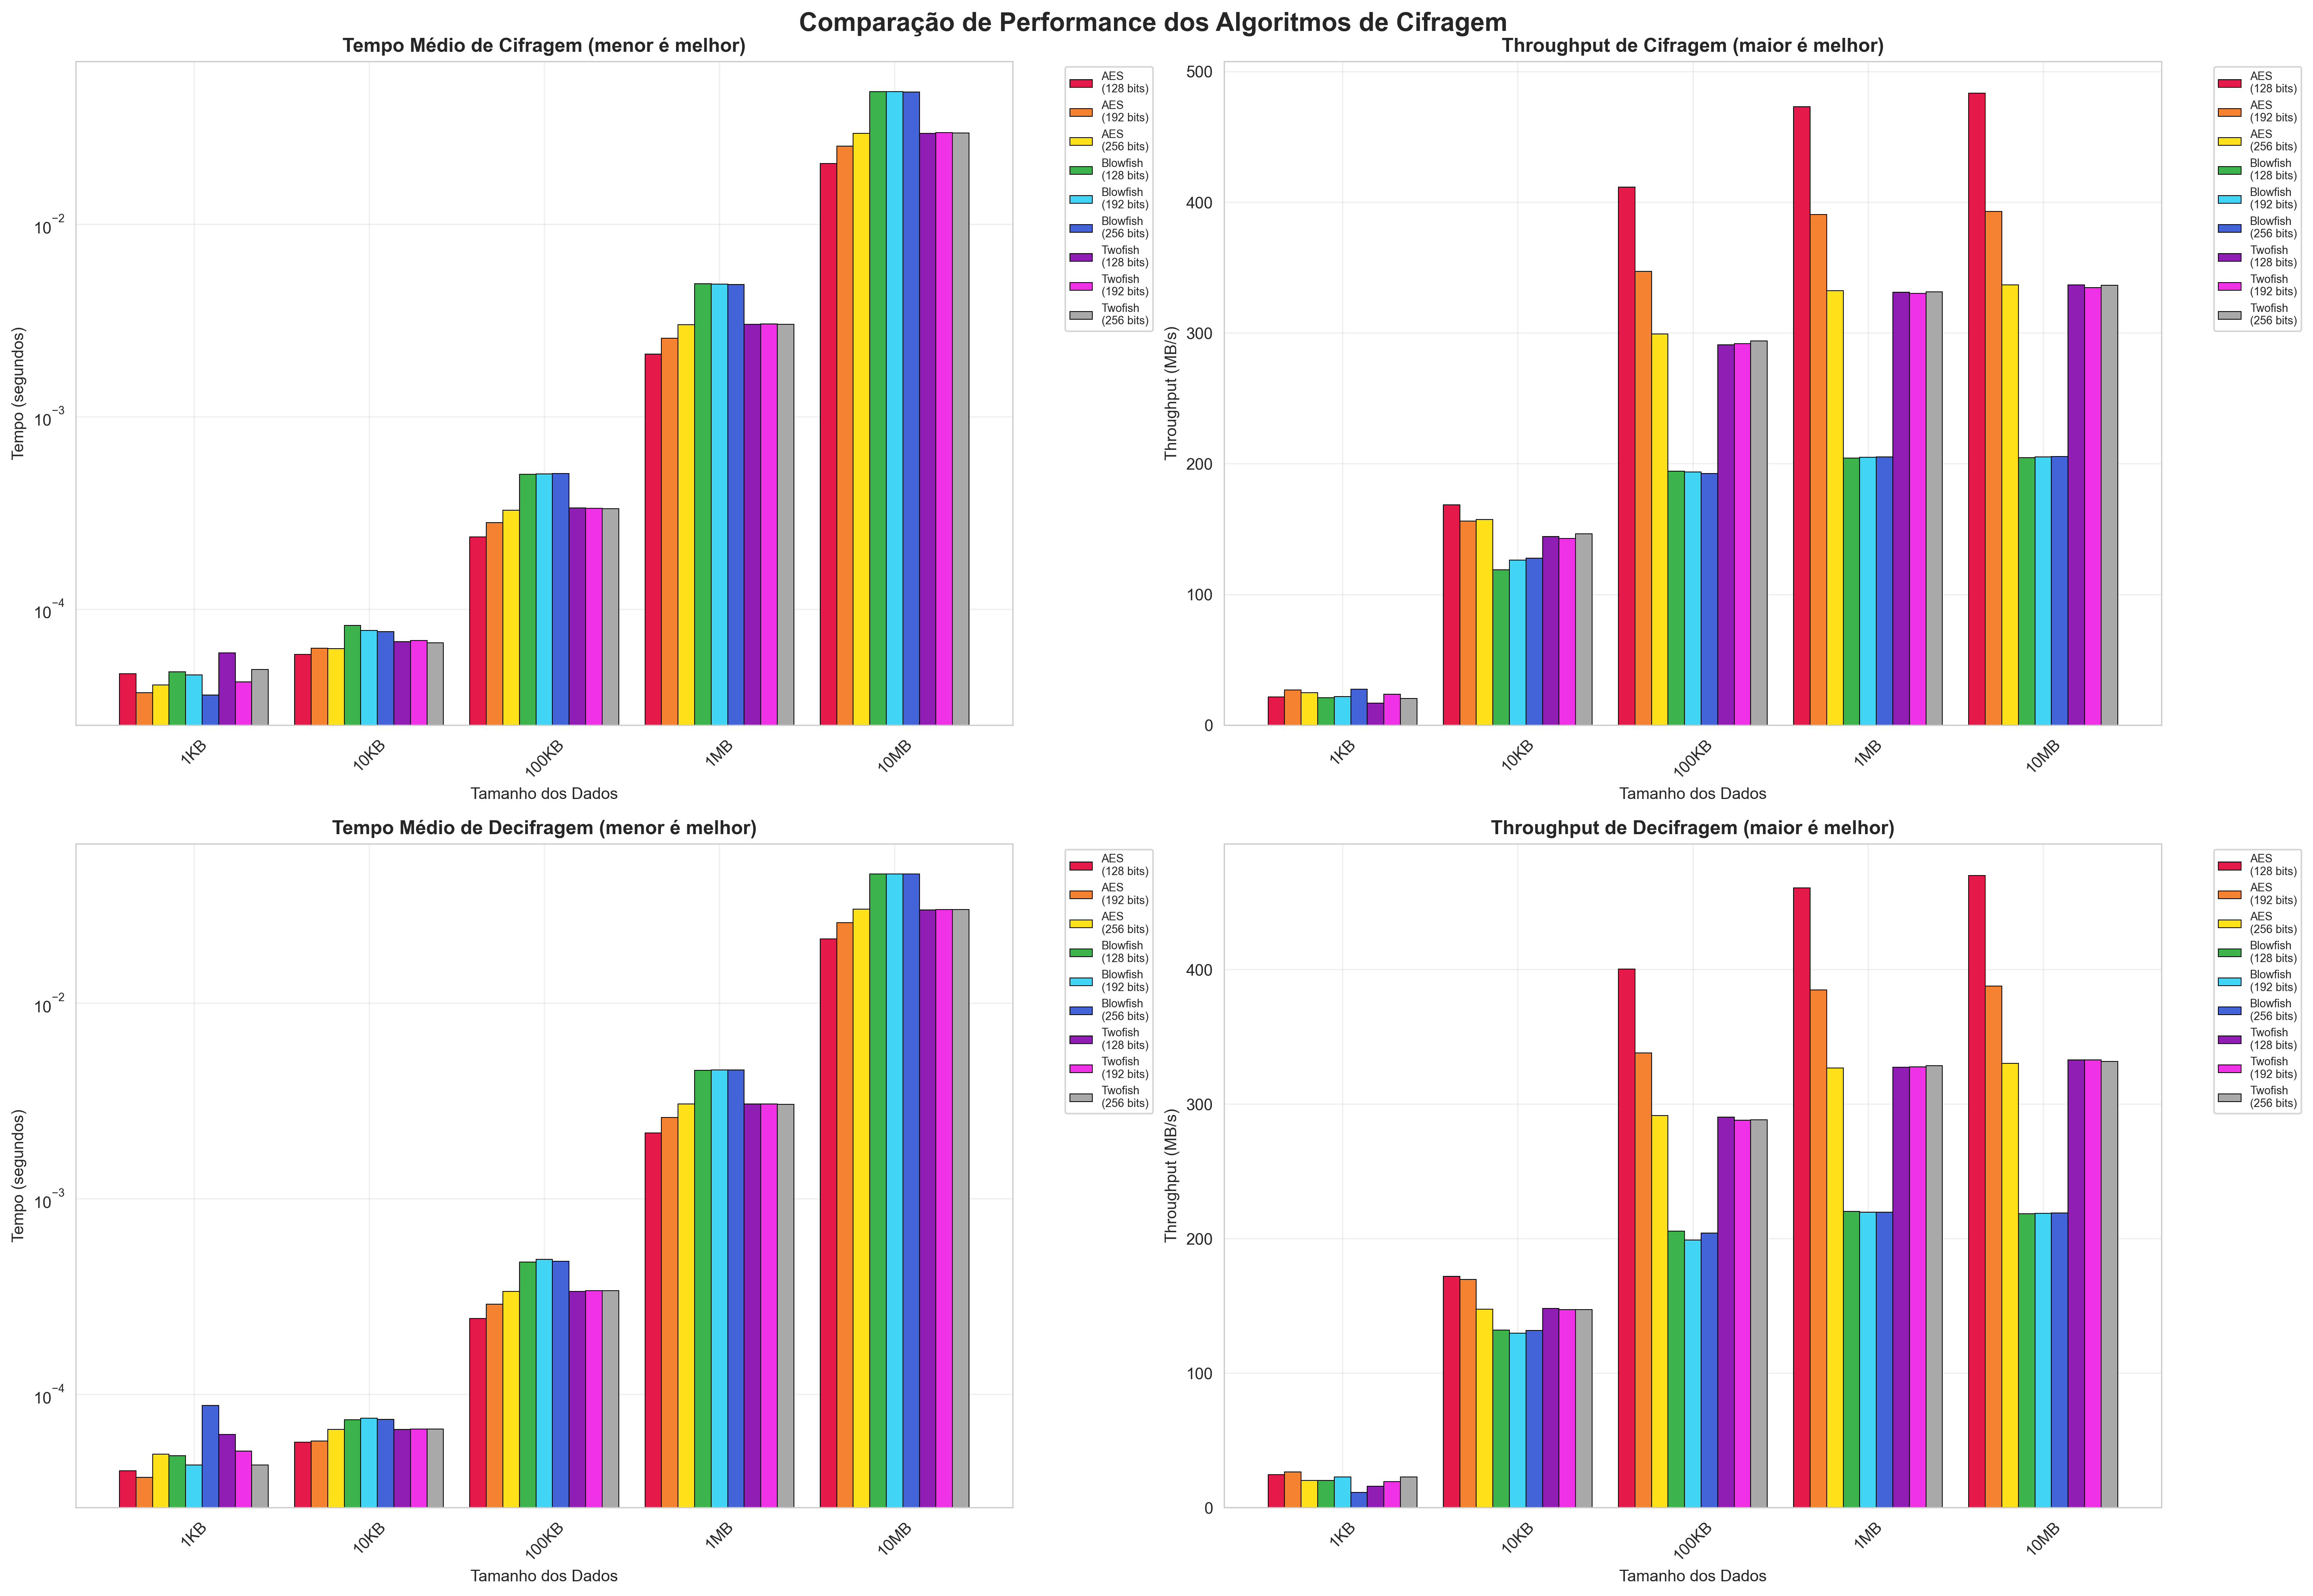 Comparação de Performance dos Algoritmos de Cifragem
Tempo Médio de Cifragem (menor é melhor)
Tempo (segundos)
10−2
10−3
10−4
1KB
10KB
100KB
1MB
10MB
Tamanho dos Dados
AES
(128 bits)
AES
(192 bits)
AES
(256 bits)
Blowfish
(128 bits)
Blowfish
(192 bits)
Blowfish
(256 bits)
Twofish
(128 bits)
Twofish
(192 bits)
Twofish
(256 bits)
Throughput de Cifragem (maior é melhor)
Throughput (MB/s)
500
400
300
200
100
0
1KB
10KB
100KB
1MB
10MB
Tamanho dos Dados
AES
(128 bits)
AES
(192 bits)
AES
(256 bits)
Blowfish
(128 bits)
Blowfish
(192 bits)
Blowfish
(256 bits)
Twofish
(128 bits)
Twofish
(192 bits)
Twofish
(256 bits)
Tempo Médio de Decifragem (menor é melhor)
Tempo (segundos)
10−2
10−3
10−4
1KB
10KB
100KB
1MB
10MB
Tamanho dos Dados
AES
(128 bits)
AES
(192 bits)
AES
(256 bits)
Blowfish
(128 bits)
Blowfish
(192 bits)
Blowfish
(256 bits)
Twofish
(128 bits)
Twofish
(192 bits)
Twofish
(256 bits)
Throughput de Decifragem (maior é melhor)
Throughput (MB/s)
400
300
200
100
0
1KB
10KB
100KB
1MB
10MB
Tamanho dos Dados
AES
(128 bits)
AES
(192 bits)
AES
(256 bits)
Blowfish
(128 bits)
Blowfish
(192 bits)
Blowfish
(256 bits)
Twofish
(128 bits)
Twofish
(192 bits)
Twofish
(256 bits)